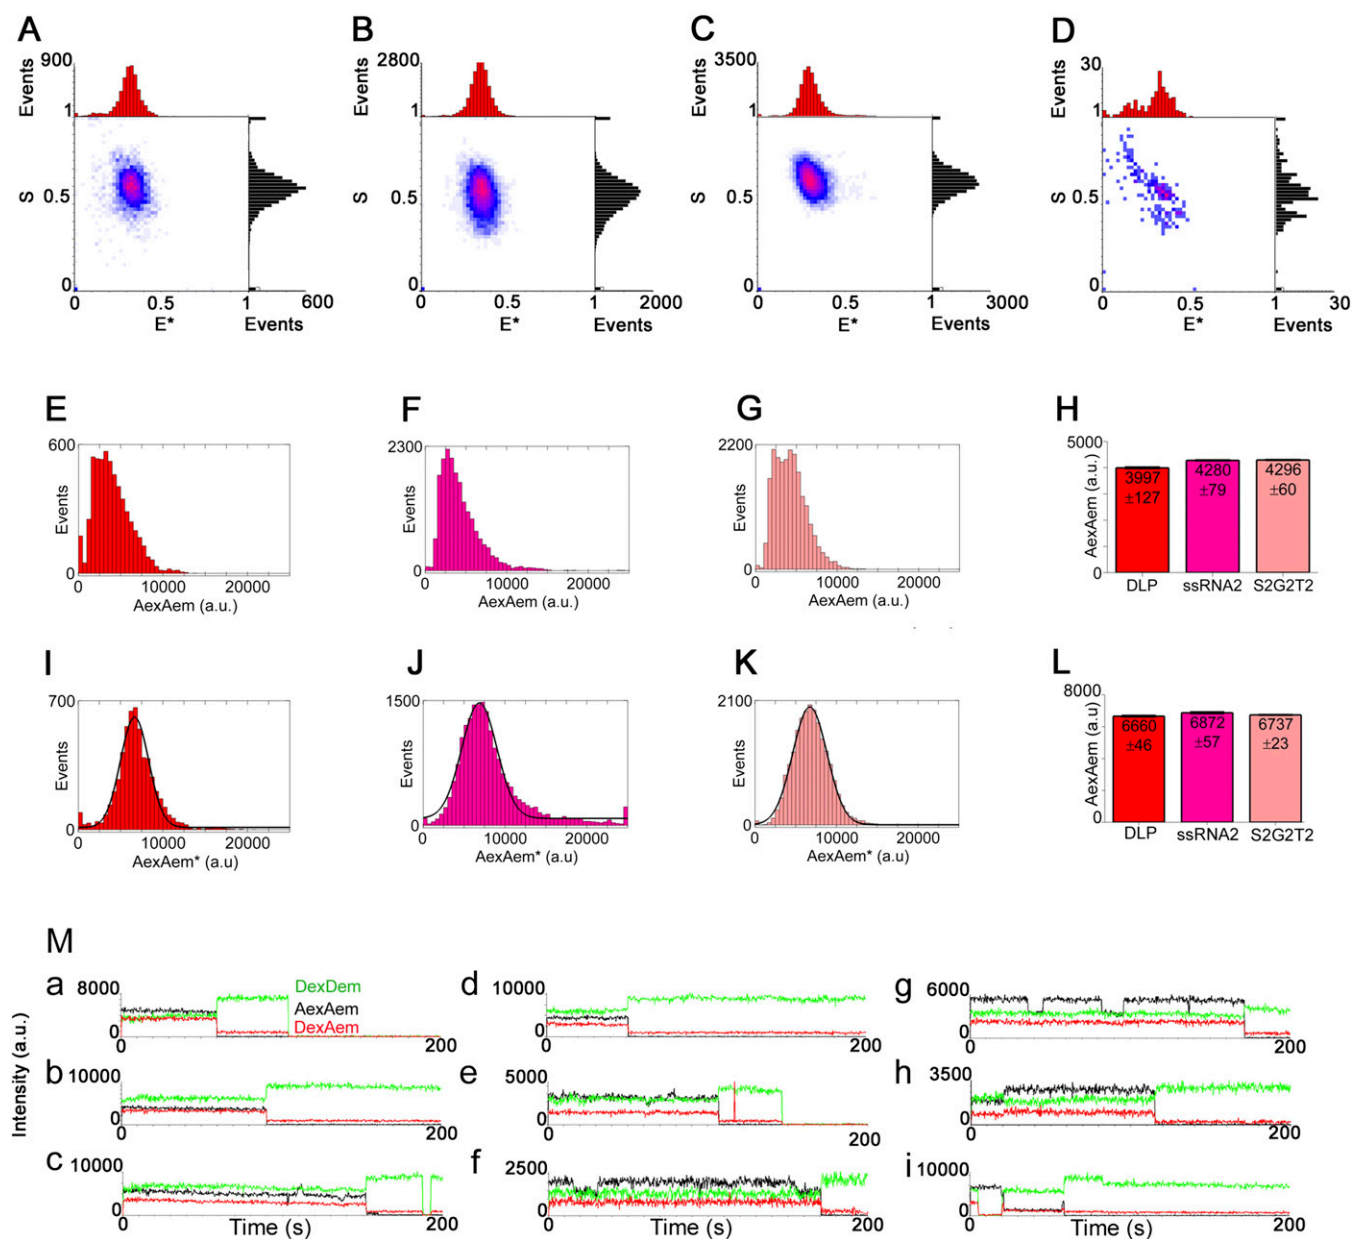 A
B
C
D
900
Events
1
S
0.5
0
0
0.5
1
600
E*
Events
2800
Events
1
S
0.5
0
0
0.5
1
2000
E*
Events
3500
Events
1
S
0.5
0
0
0.5
1
3000
E*
Events
30
Events
1
S
0.5
0
0
0.5
1
30
E*
Events
E
600
Events
0
0
10000
20000
AexAem (a.u.)
F
2300
Events
0
0
10000
20000
AexAem (a.u.)
G
2200
Events
0
0
10000
20000
AexAem (a.u.)
H
5000
AexAem (a.u.)
0
3997
±127
4280
±79
4296
±60
DLP
ssRNA2
S2G2T2
I
700
Events
0
0
10000
20000
AexAem* (a.u)
J
1500
Events
0
0
10000
20000
AexAem* (a.u.)
K
2100
Events
0
0
10000
20000
AexAem* (a.u.)
L
8000
AexAem (a.u)
0
6660
±46
6872
±57
6737
±23
DLP
ssRNA2
S2G2T2
M
Intensity (a.u.)
a
8000
0
0
200
DexDem
AexAem
DexAem
d
10000
0
0
200
g
6000
0
0
200
b
10000
0
0
200
e
5000
0
0
200
h
3500
0
0
200
c
10000
0
0
Time (s)
200
f
2500
0
0
Time (s)
200
i
10000
0
0
Time (s)
200